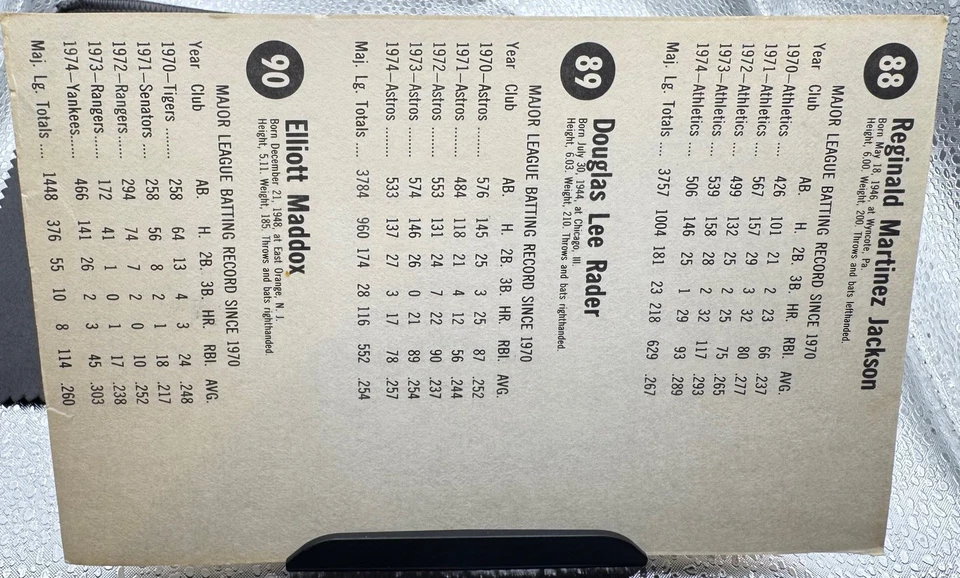 88
Reginald Martinez Jackson
Born May 18, 1946, at Wyncote, Pa.
Height, 6.00. Weight, 200. Throws and bats lefthanded.
MAJOR LEAGUE BATTING RECORD SINCE 1970
Year Club AB. H. 2B. 3B. HR. RBI. AVG.
1970—Athletics .... 426 101 21 2 23 66 .237
1971—Athletics .... 567 157 29 3 32 80 .277
1972—Athletics .... 499 132 25 2 25 75 .265
1973—Athletics .... 539 158 28 2 32 117 .293
1974—Athletics .... 506 146 25 1 29 93 .289
Maj. Lg. Totals .... 3757 1004 181 23 218 629 .267
89
Douglas Lee Rader
Born July 30, 1944, at Chicago, Ill.
Height, 6.03. Weight, 210. Throws and bats righthanded.
MAJOR LEAGUE BATTING RECORD SINCE 1970
Year Club AB. H. 2B. 3B. HR. RBI. AVG.
1970—Astros ........ 576 145 25 3 25 87 .252
1971—Astros ........ 484 118 21 4 12 56 .244
1972—Astros ........ 553 131 24 7 22 90 .237
1973—Astros ........ 574 146 26 0 21 89 .254
1974—Astros ........ 533 137 27 3 17 78 .257
Maj. Lg. Totals .... 3784 960 174 28 116 552 .254
90
Elliott Maddox
Born December 21, 1948, at East Orange, N. J.
Height, 5.11. Weight, 185. Throws and bats righthanded.
MAJOR LEAGUE BATTING RECORD SINCE 1970
Year Club AB. H. 2B. 3B. HR. RBI. AVG.
1970—Tigers ........ 258 64 13 4 3 24 .248
1971—Senators .... 258 56 8 2 1 18 .217
1972—Rangers...... 294 74 7 2 0 10 .252
1973—Rangers...... 172 41 1 0 1 17 .238
1974—Yankees...... 466 141 26 2 3 45 .303
Maj. Lg. Totals .... 1448 376 55 10 8 114 .260